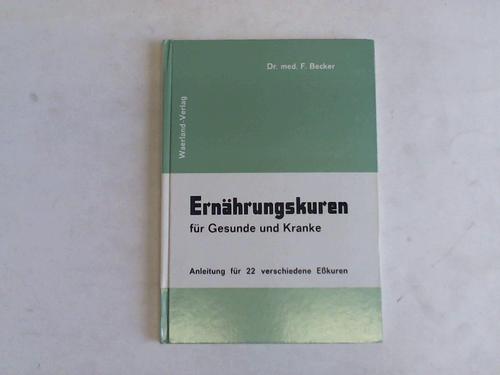 Dr. med. F. Becker
Waerland-Verlag
Ernährungskuren
für Gesunde und Kranke
Anleitung für 22 verschiedene Eßkuren